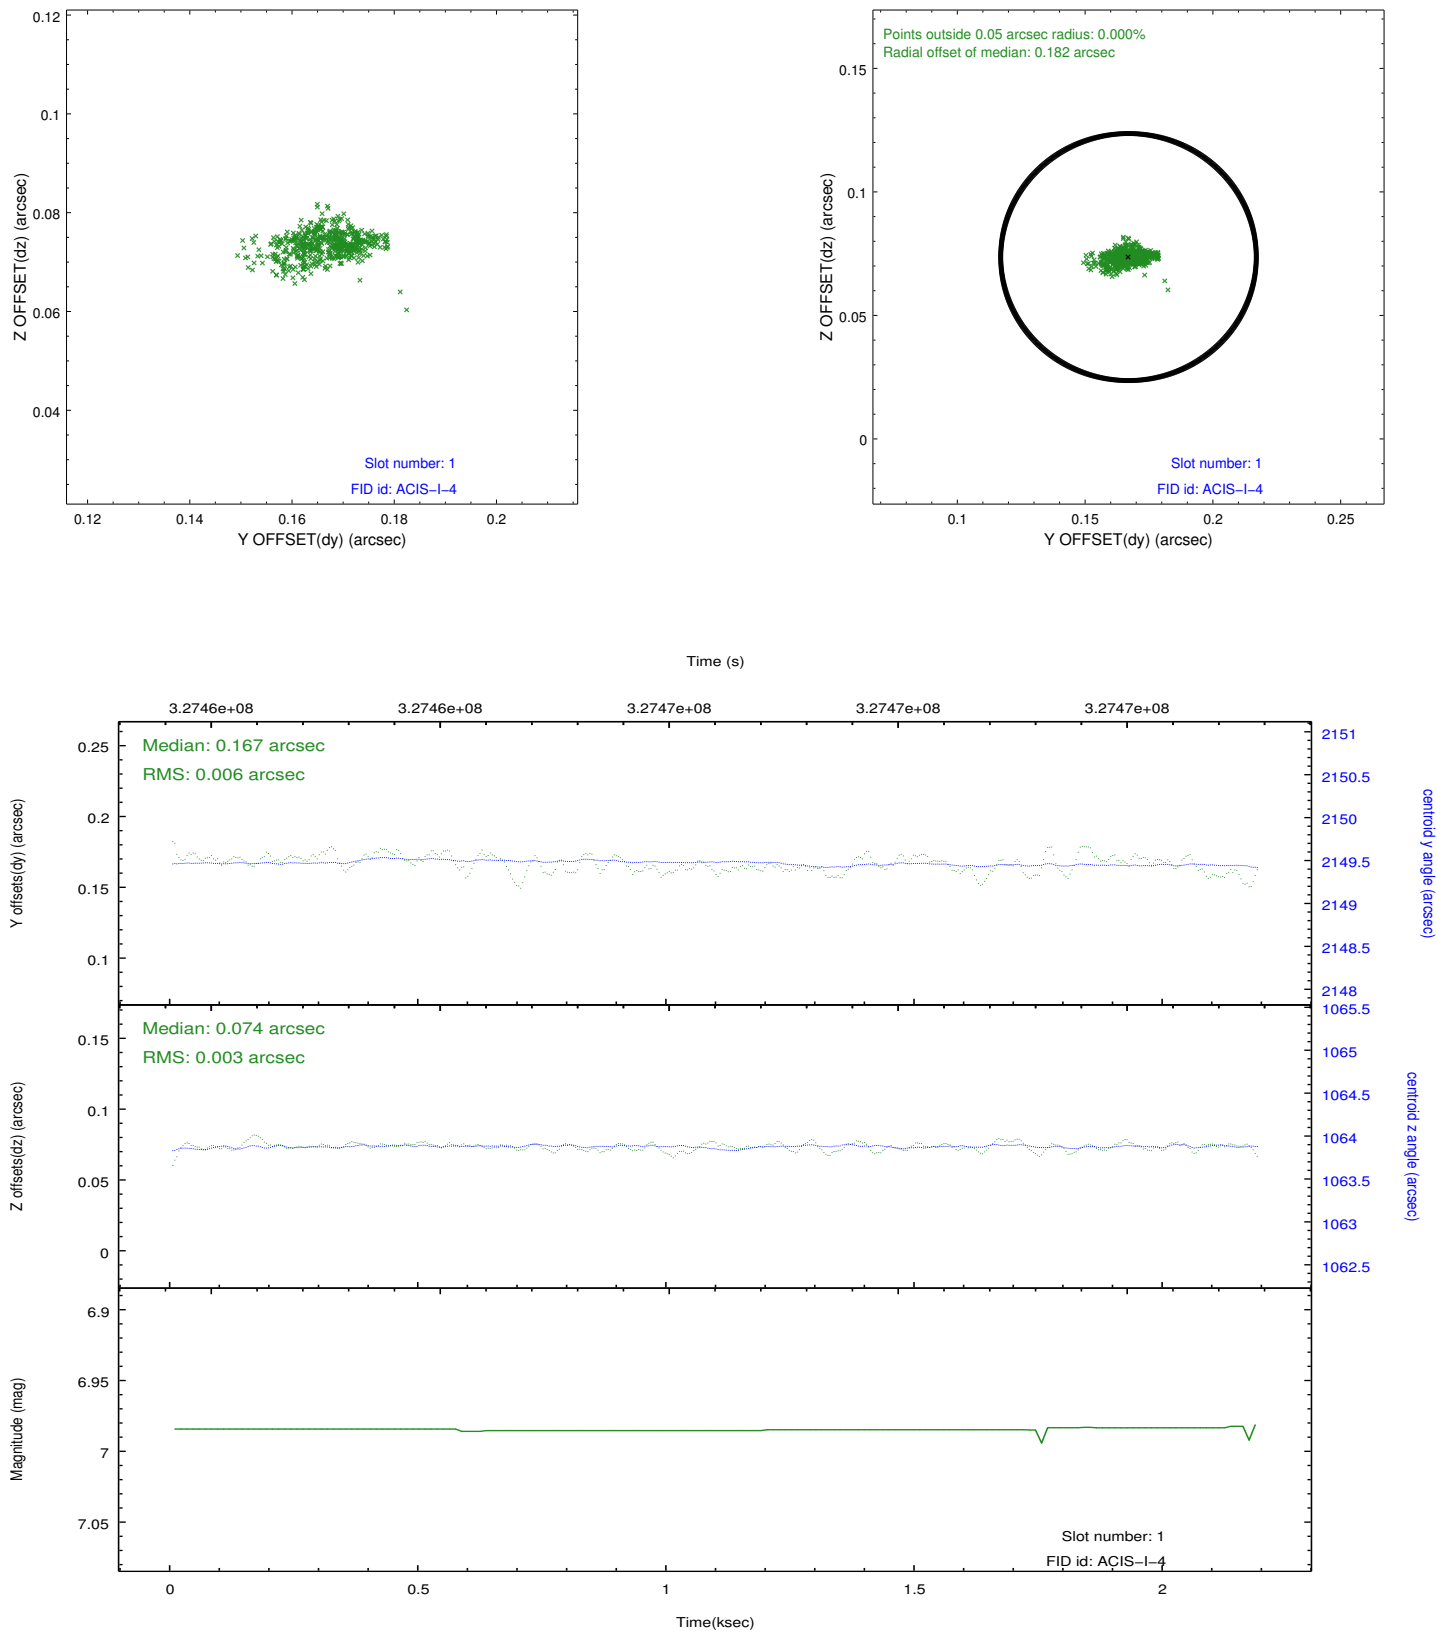 0.12
0.1
0.08
0.06
0.04
Z OFFSET(dz) (arcsec)
Slot number: 1
FID id: ACIS−I−4
0.12 0.14 0.16 0.18 0.2
Y OFFSET(dy) (arcsec)
Points outside 0.05 arcsec radius: 0.000%
Radial offset of median: 0.182 arcsec
0.15
0.1
0.05
0
Z OFFSET(dz) (arcsec)
Slot number: 1
FID id: ACIS−I−4
0.1 0.15 0.2 0.25
Y OFFSET(dy) (arcsec)
Time (s)
3.2746e+08 3.2746e+08 3.2747e+08 3.2747e+08 3.2747e+08
Median: 0.167 arcsec
RMS: 0.006 arcsec
0.25
0.2
0.15
0.1
Y offsets(dy) (arcsec)
2151
2150.5
2150
2149.5
2149
2148.5
2148
centroid y angle (arcsec)
Median: 0.074 arcsec
RMS: 0.003 arcsec
0.15
0.1
0.05
0
Z offsets(dz) (arcsec)
1065.5
1065
1064.5
1064
1063.5
1063
1062.5
centroid z angle (arcsec)
6.9
6.95
7
7.05
Magnitude (mag)
Slot number: 1
FID id: ACIS−I−4
0 0.5 1 1.5 2
Time(ksec)